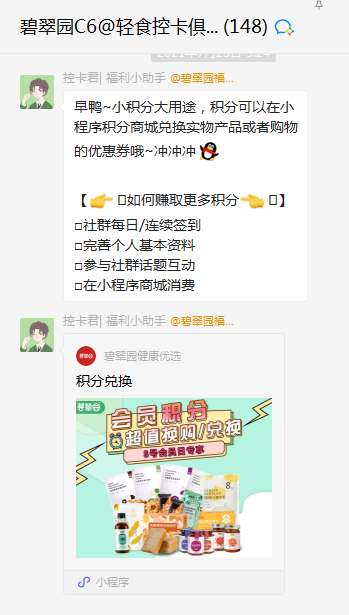 碧翠园C6@轻食控卡俱... (148)
控卡君| 福利小助手 @碧翠园福...
早鸭~小积分大用途，积分可以在小
程序积分商城兑换实物产品或者购物
的优惠券哦~冲冲冲
【 如何赚取更多积分 】
□社群每日/连续签到
□完善个人基本资料
□参与社群话题互动
□在小程序商城消费
控卡君| 福利小助手 @碧翠园福...
碧翠园健康优选
积分兑换
碧翠园
会员积分
超值换购/兑换
8号会员日专享
小程序